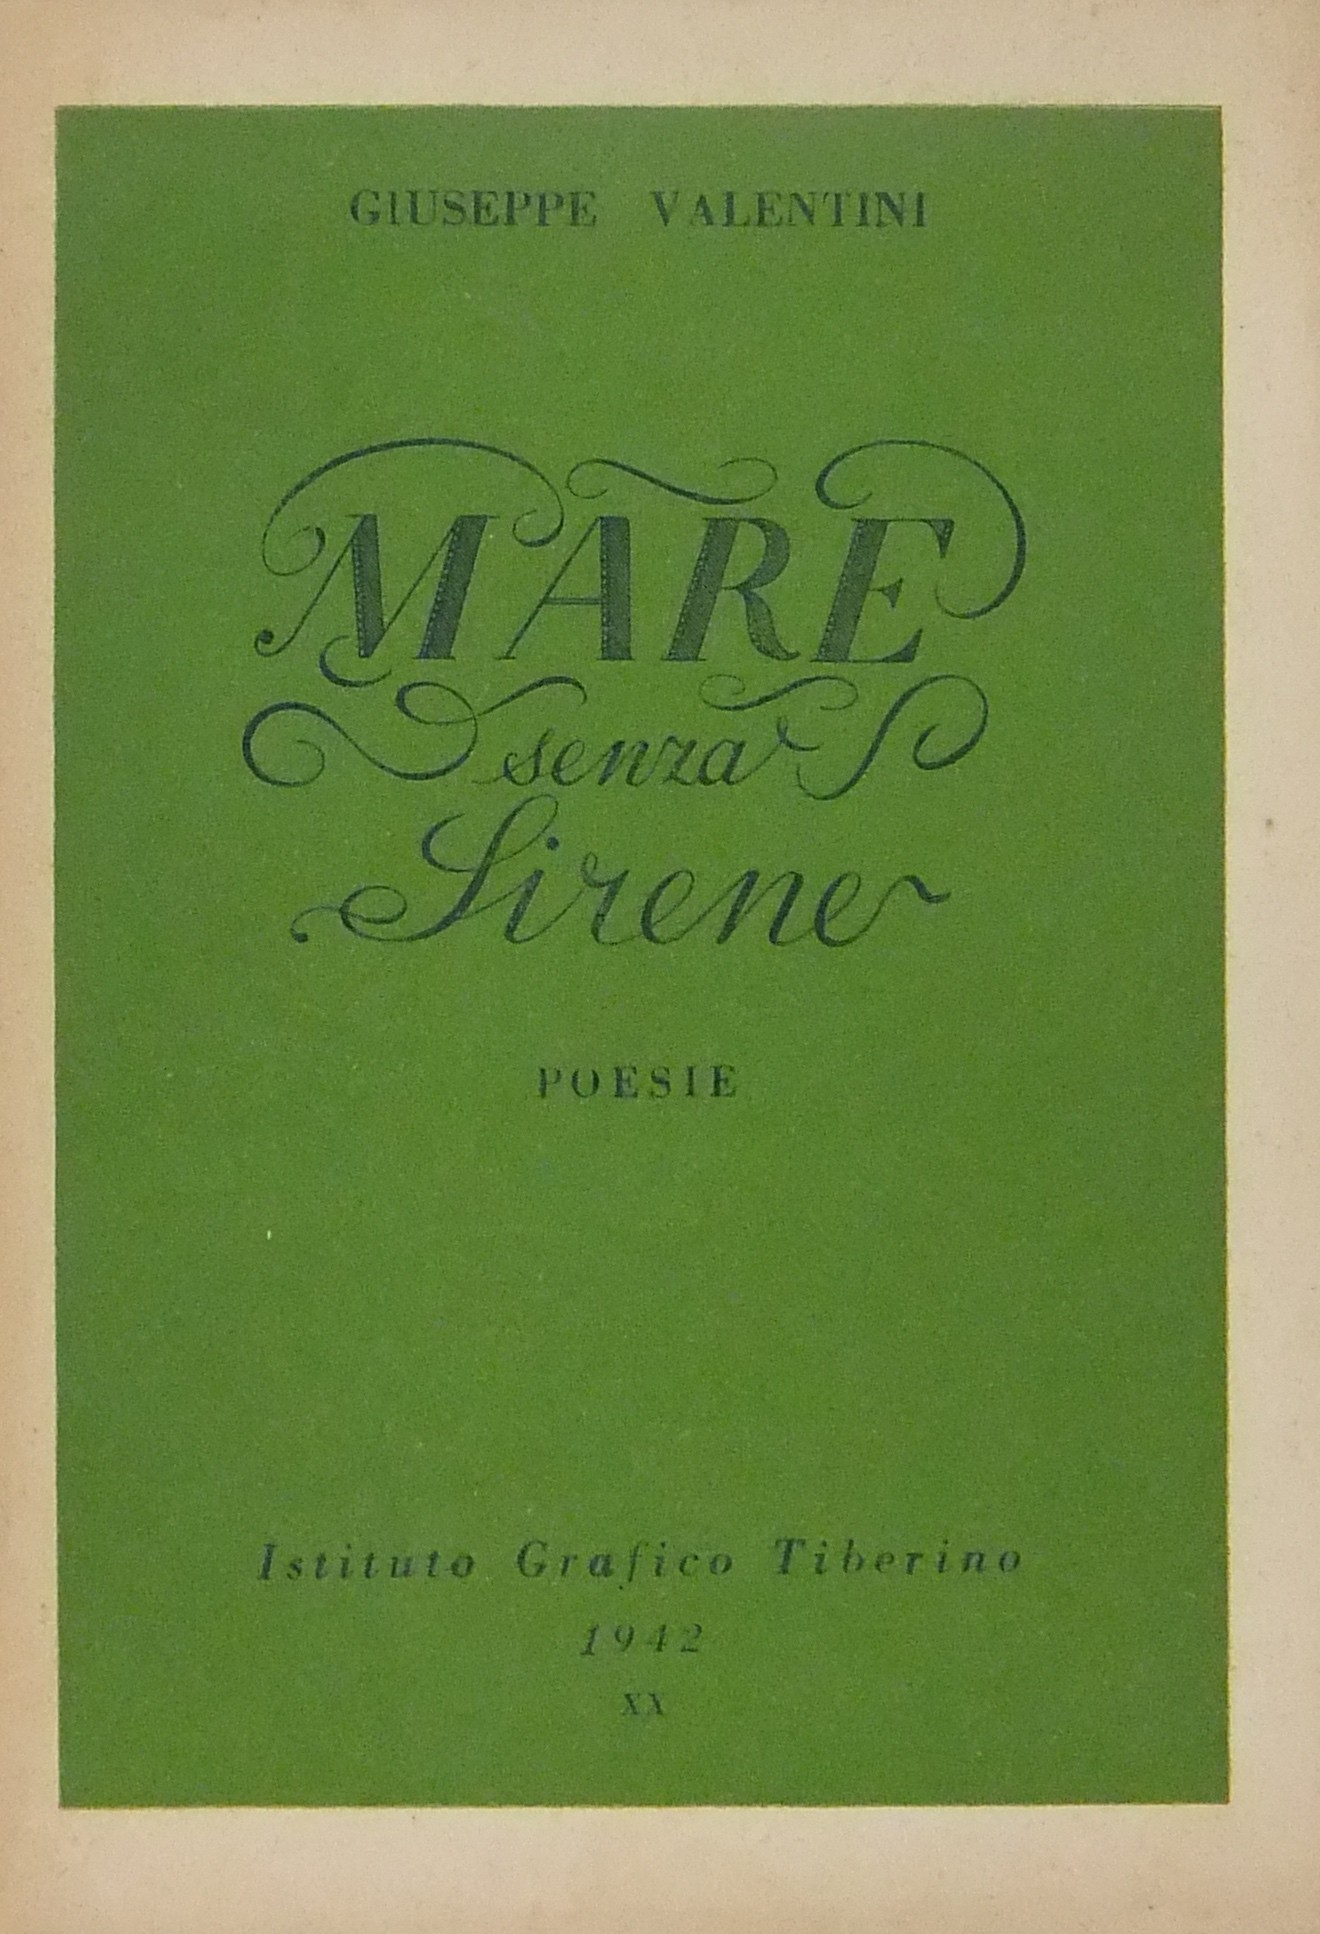 GIUSEPPE VALENTINI
MARE
senza
Sirene
POESIE
Istituto Grafico Tiberino
1942
XX